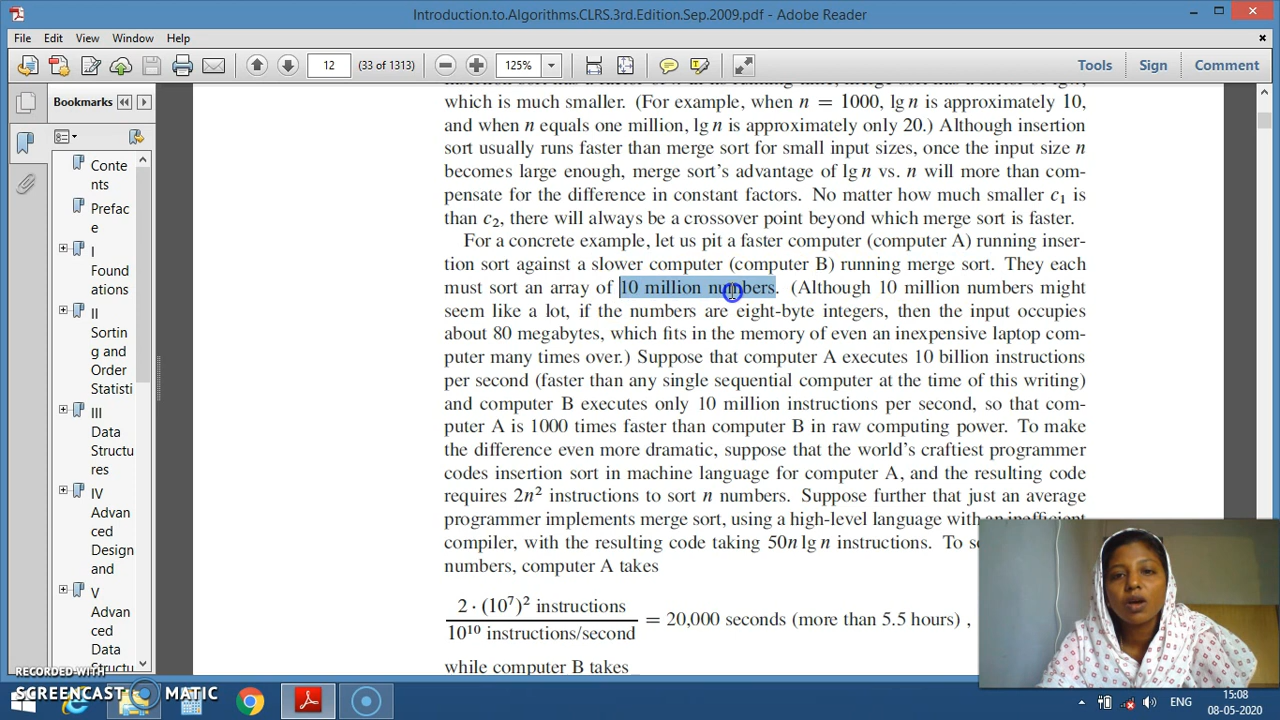 Introduction.to.Algorithms.CLRS.3rd.Edition.Sep.2009.pdf - Adobe Reader
File Edit View Window Help
12 (33 of 1313) 125% Tools Sign Comment
Bookmarks
Conte
nts
Prefac
e
I
Found
ations
II
Sortin
g and
Order
Statisti
III
Data
Structu
res
IV
Advan
ced
Design
and
V
Advan
ced
Data
Structu
which is much smaller. (For example, when n = 1000, lg n is approximately 10,
and when n equals one million, lg n is approximately only 20.) Although insertion
sort usually runs faster than merge sort for small input sizes, once the input size n
becomes large enough, merge sort's advantage of lg n vs. n will more than com-
pensate for the difference in constant factors. No matter how much smaller c₁ is
than c₂, there will always be a crossover point beyond which merge sort is faster.
For a concrete example, let us pit a faster computer (computer A) running inser-
tion sort against a slower computer (computer B) running merge sort. They each
must sort an array of 10 million numbers. (Although 10 million numbers might
seem like a lot, if the numbers are eight-byte integers, then the input occupies
about 80 megabytes, which fits in the memory of even an inexpensive laptop com-
puter many times over.) Suppose that computer A executes 10 billion instructions
per second (faster than any single sequential computer at the time of this writing)
and computer B executes only 10 million instructions per second, so that com-
puter A is 1000 times faster than computer B in raw computing power. To make
the difference even more dramatic, suppose that the world's craftiest programmer
codes insertion sort in machine language for computer A, and the resulting code
requires 2n² instructions to sort n numbers. Suppose further that just an average
programmer implements merge sort, using a high-level language with an inefficient
compiler, with the resulting code taking 50n lg n instructions. To
numbers, computer A takes
2 · (10⁷)² instructions
10¹⁰ instructions/second
= 20,000 seconds (more than 5.5 hours) ,
while computer B takes
RECORDED WITH
SCREENCAST MATIC
ENG
15:08
08-05-2020